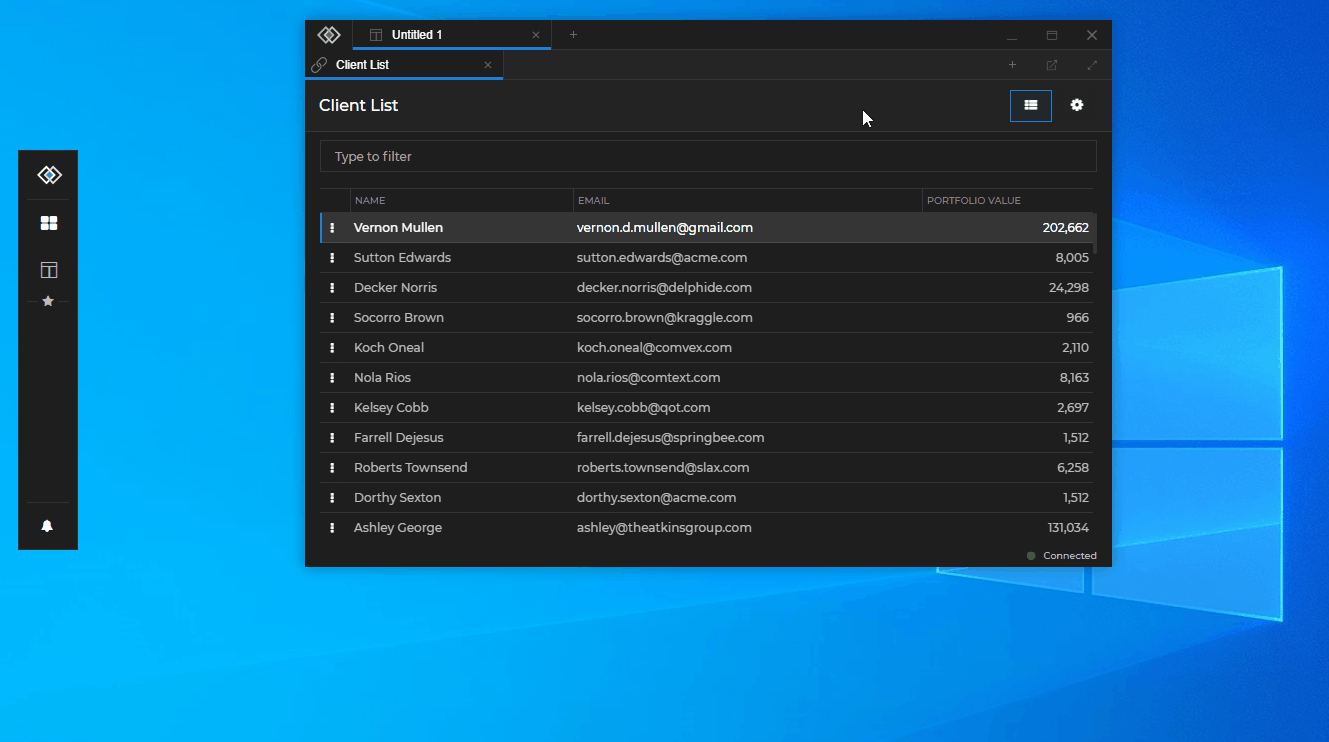 Untitled 1
Client List
Client List
Type to filter
NAME EMAIL PORTFOLIO VALUE
Vernon Mullen vernon.d.mullen@gmail.com 202,662
Sutton Edwards sutton.edwards@acme.com 8,005
Decker Norris decker.norris@delphide.com 24,298
Socorro Brown socorro.brown@kraggle.com 966
Koch Oneal koch.oneal@comvex.com 2,110
Nola Rios nola.rios@comtext.com 8,163
Kelsey Cobb kelsey.cobb@qot.com 2,697
Farrell Dejesus farrell.dejesus@springbee.com 1,512
Roberts Townsend roberts.townsend@slax.com 6,258
Dorthy Sexton dorthy.sexton@acme.com 1,512
Ashley George ashley@theatkinsgroup.com 131,034
Connected